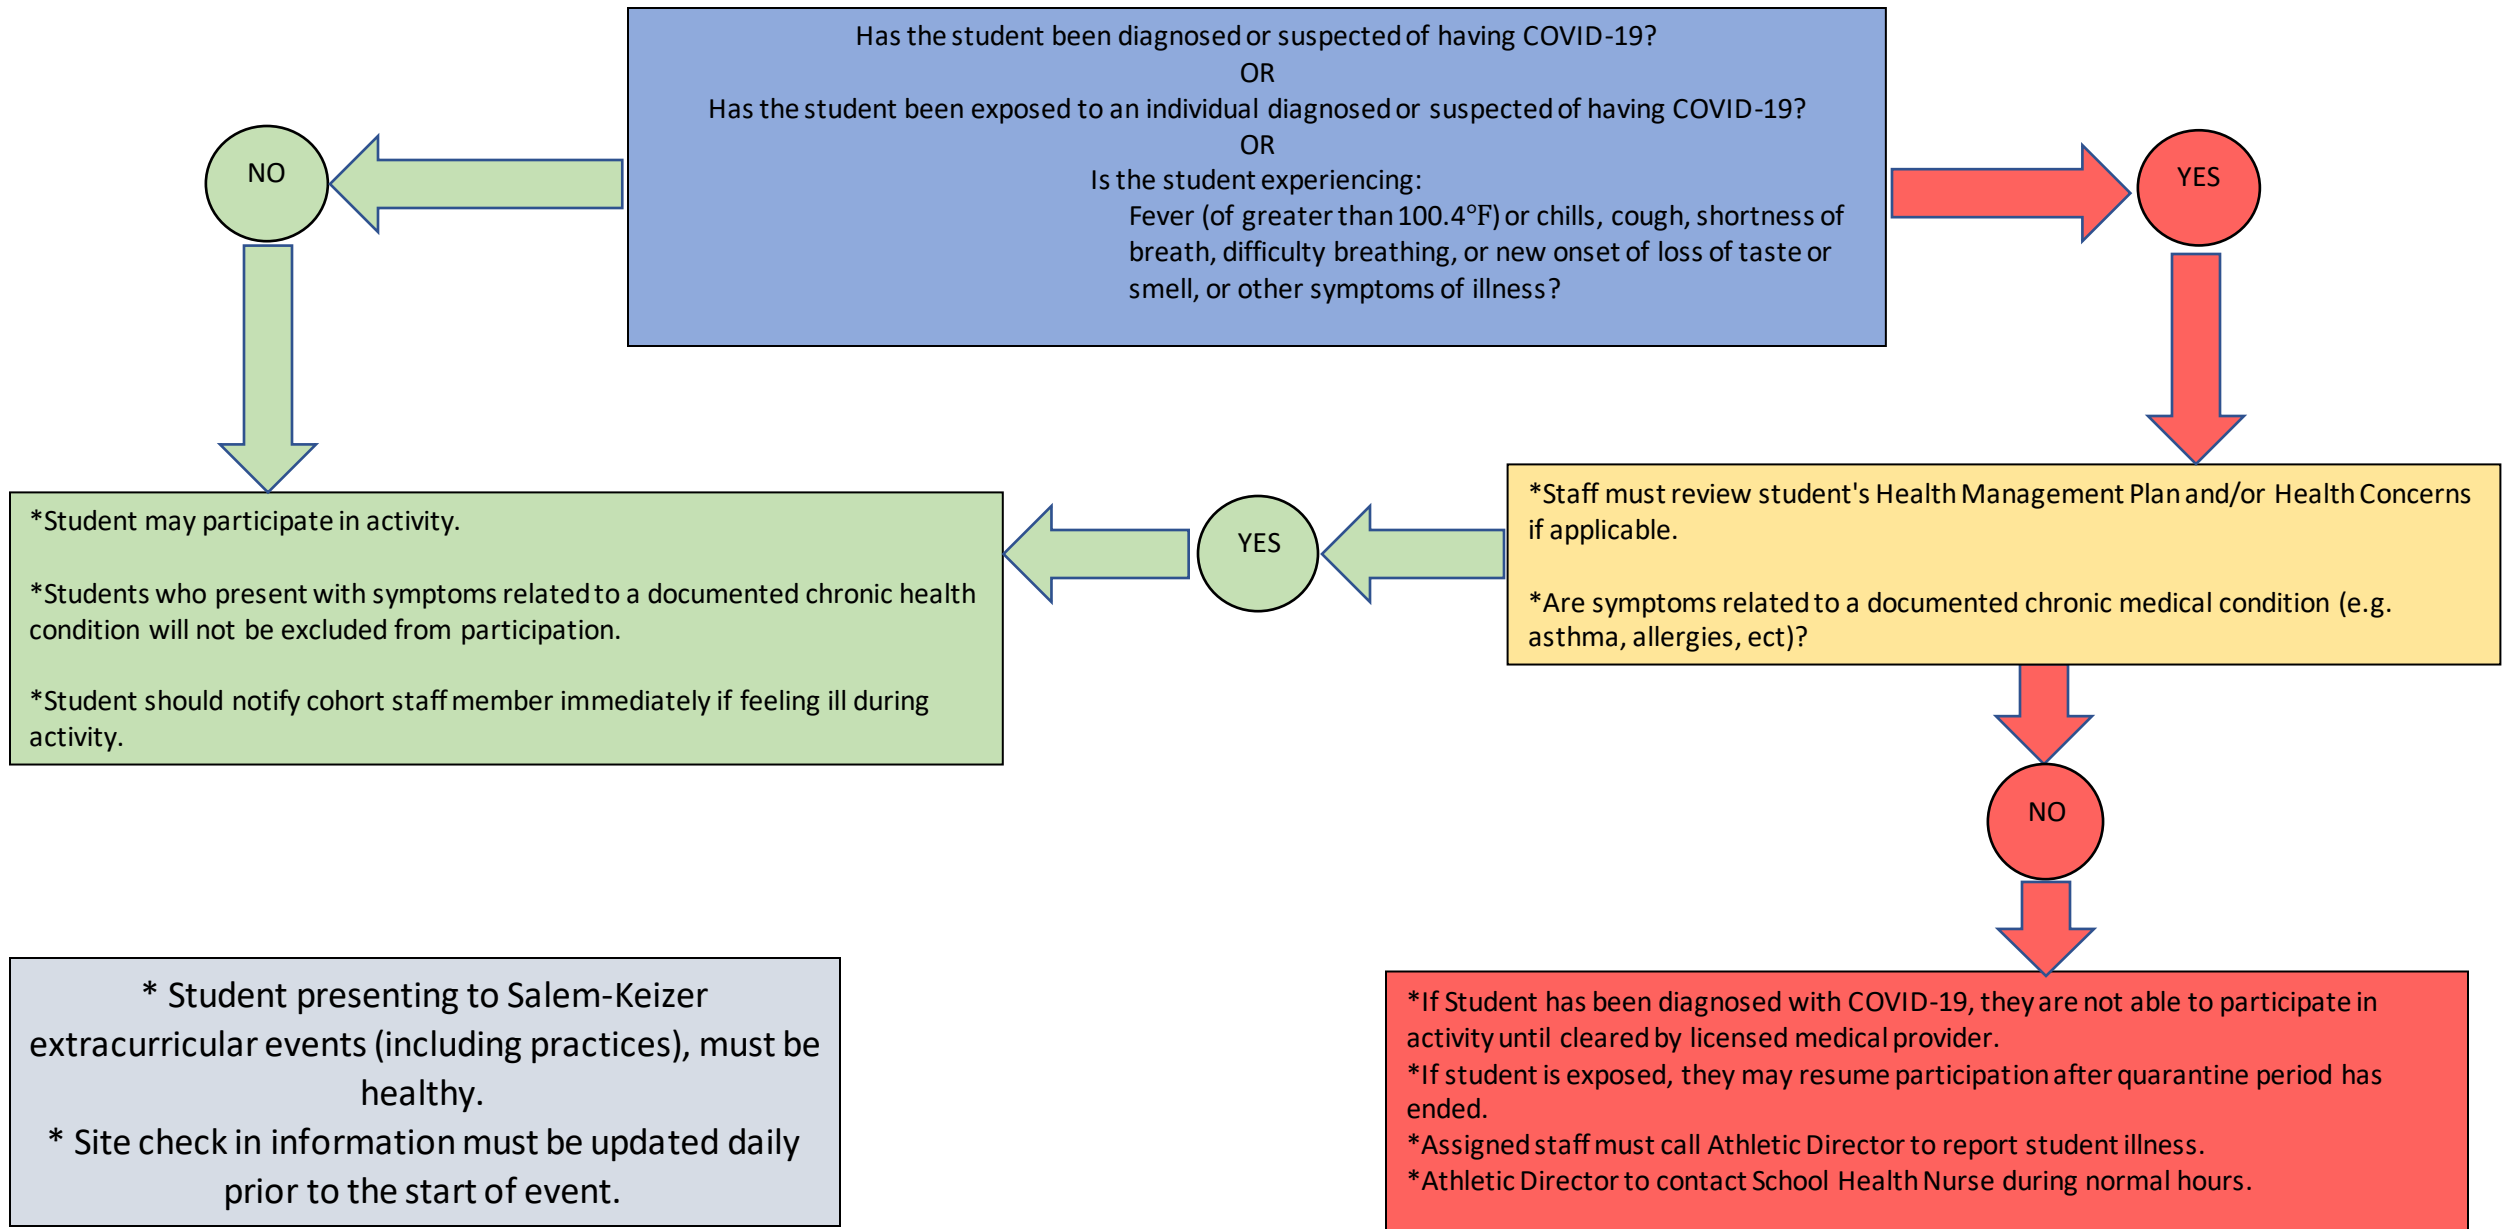 Has the student been diagnosed or suspected of having COVID-19?
OR
Has the student been exposed to an individual diagnosed or suspected of having COVID-19?
OR
Is the student experiencing:
Fever (of greater than 100.4°F) or chills, cough, shortness of
breath, difficulty breathing, or new onset of loss of taste or
smell, or other symptoms of illness?
NO
YES
*Student may participate in activity.
*Students who present with symptoms related to a documented chronic health
condition will not be excluded from participation.
*Student should notify cohort staff member immediately if feeling ill during
activity.
YES
*Staff must review student's Health Management Plan and/or Health Concerns
if applicable.
*Are symptoms related to a documented chronic medical condition (e.g.
asthma, allergies, ect)?
NO
* Student presenting to Salem-Keizer
extracurricular events (including practices), must be
healthy.
* Site check in information must be updated daily
prior to the start of event.
*If Student has been diagnosed with COVID-19, they are not able to participate in
activity until cleared by licensed medical provider.
*If student is exposed, they may resume participation after quarantine period has
ended.
*Assigned staff must call Athletic Director to report student illness.
*Athletic Director to contact School Health Nurse during normal hours.